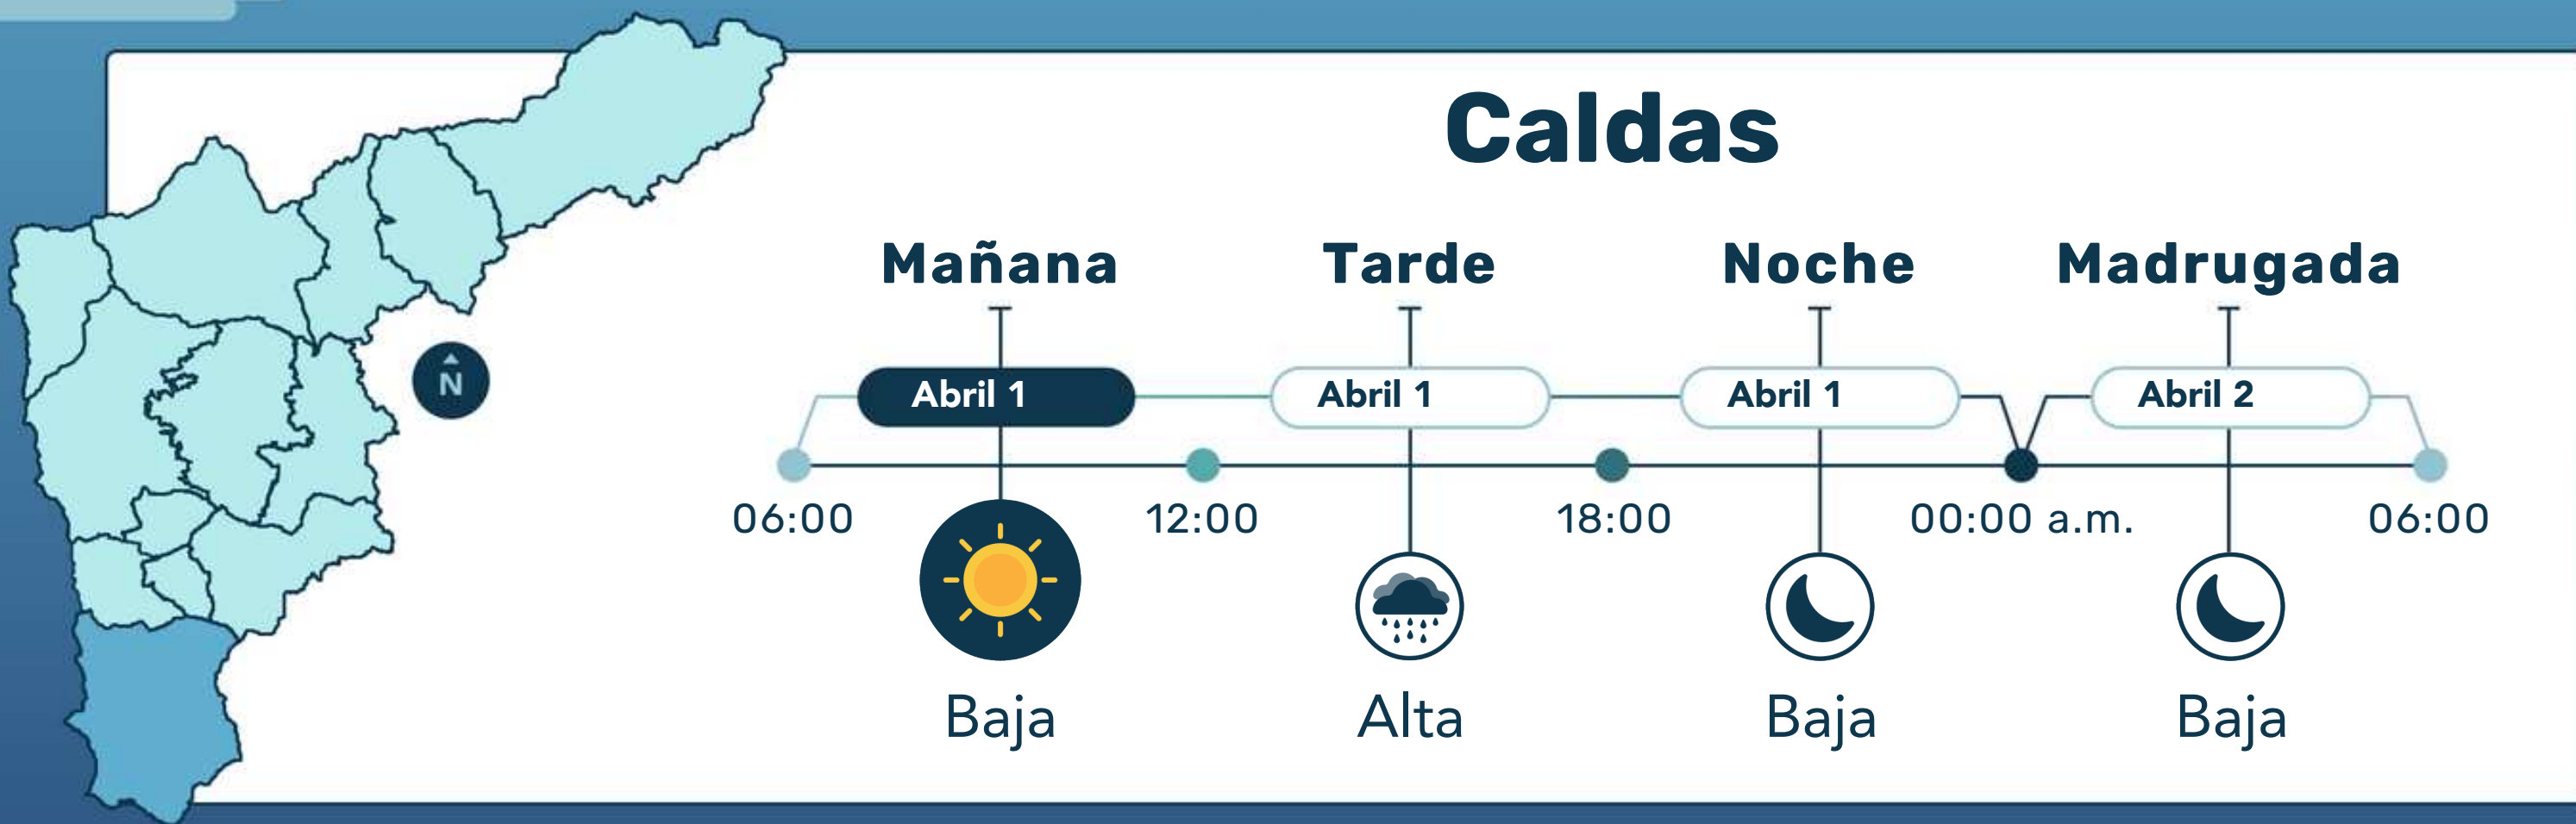 Caldas
Mañana Tarde Noche Madrugada
Abril 1 Abril 1 Abril 1 Abril 2
N
06:00 12:00 18:00 00:00 a.m. 06:00
Baja Alta Baja Baja